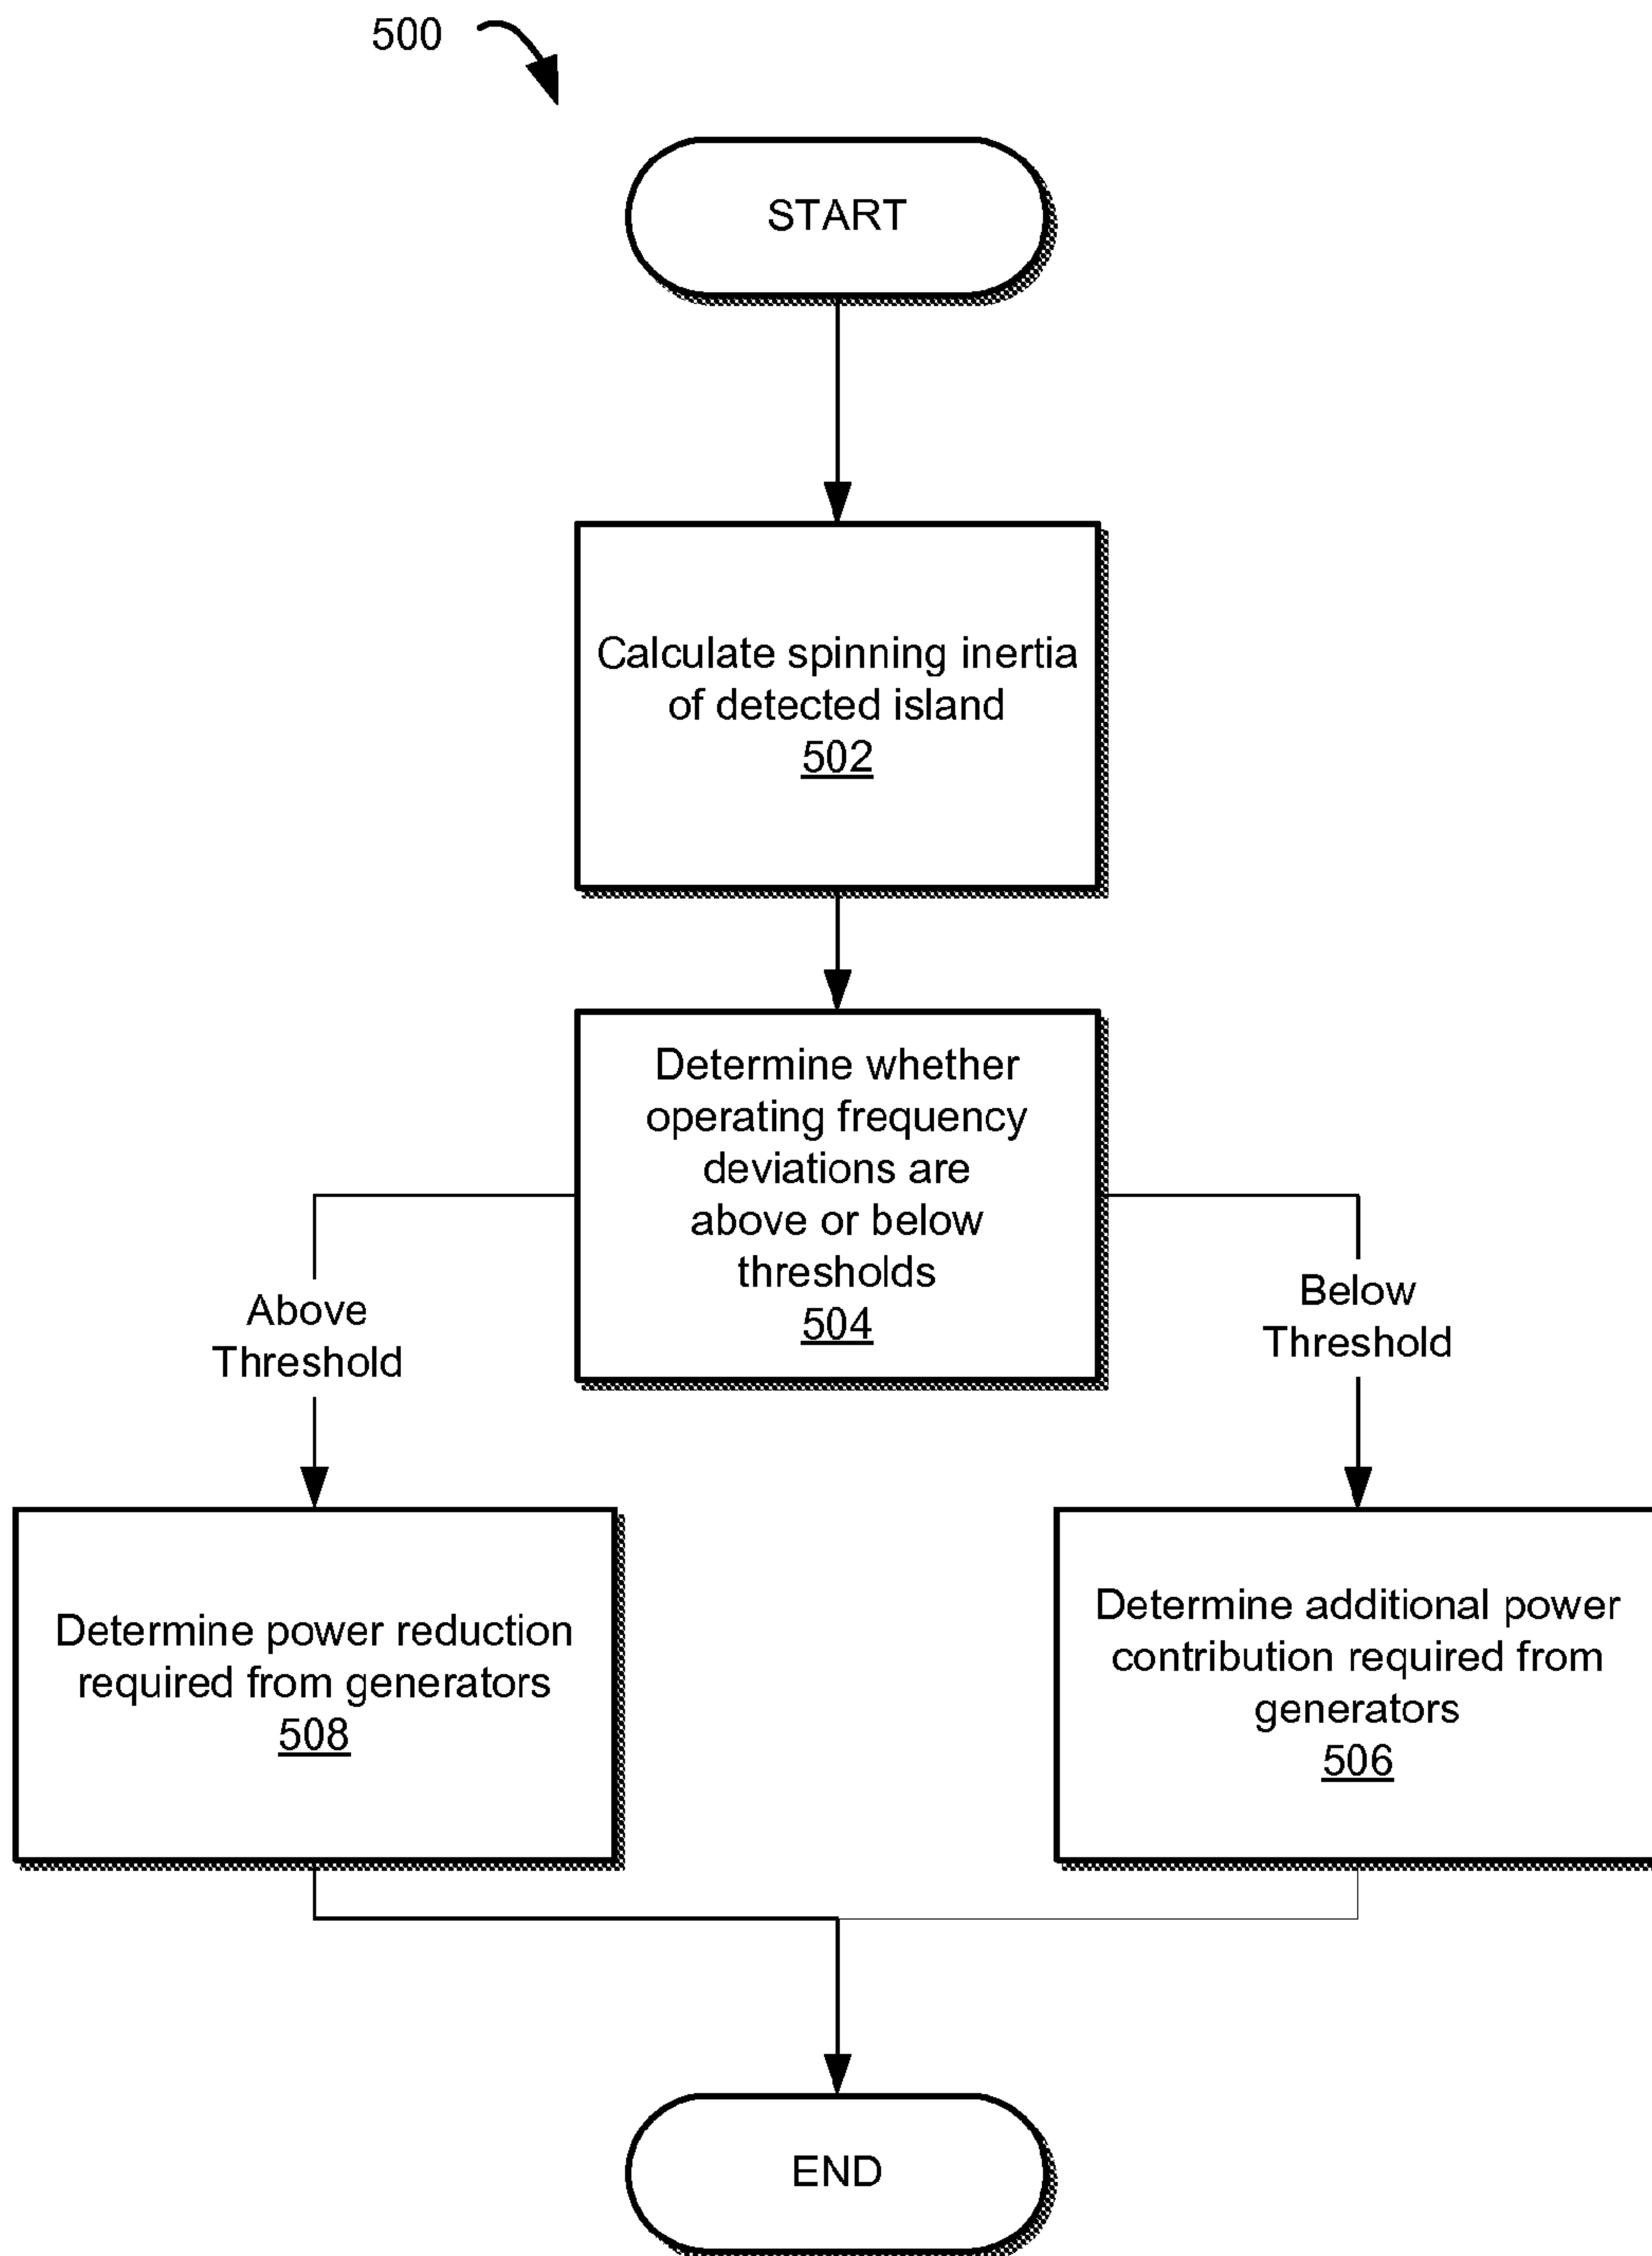 500
START
Calculate spinning inertia
of detected island
502
Determine whether
operating frequency
deviations are
above or below
thresholds
504
Above
Threshold
Below
Threshold
Determine power reduction
required from generators
508
Determine additional power
contribution required from
generators
506
END